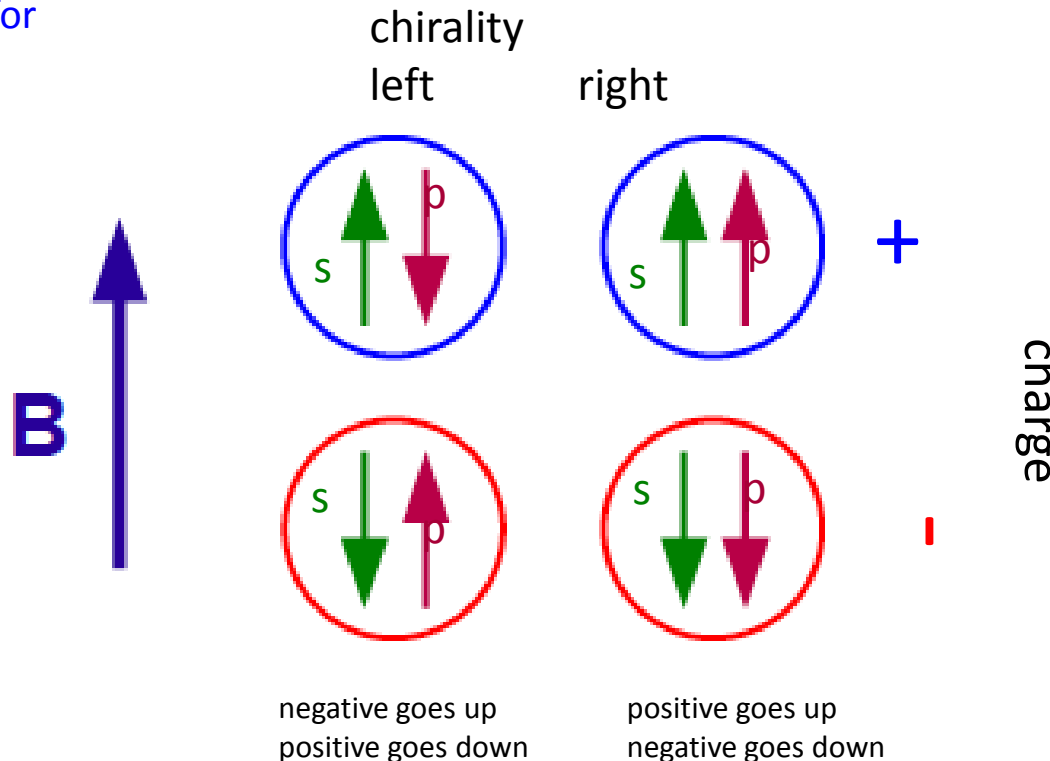 or
chirality
left right
s p s p +
B
charge
s p s p -
negative goes up positive goes up
positive goes down negative goes down